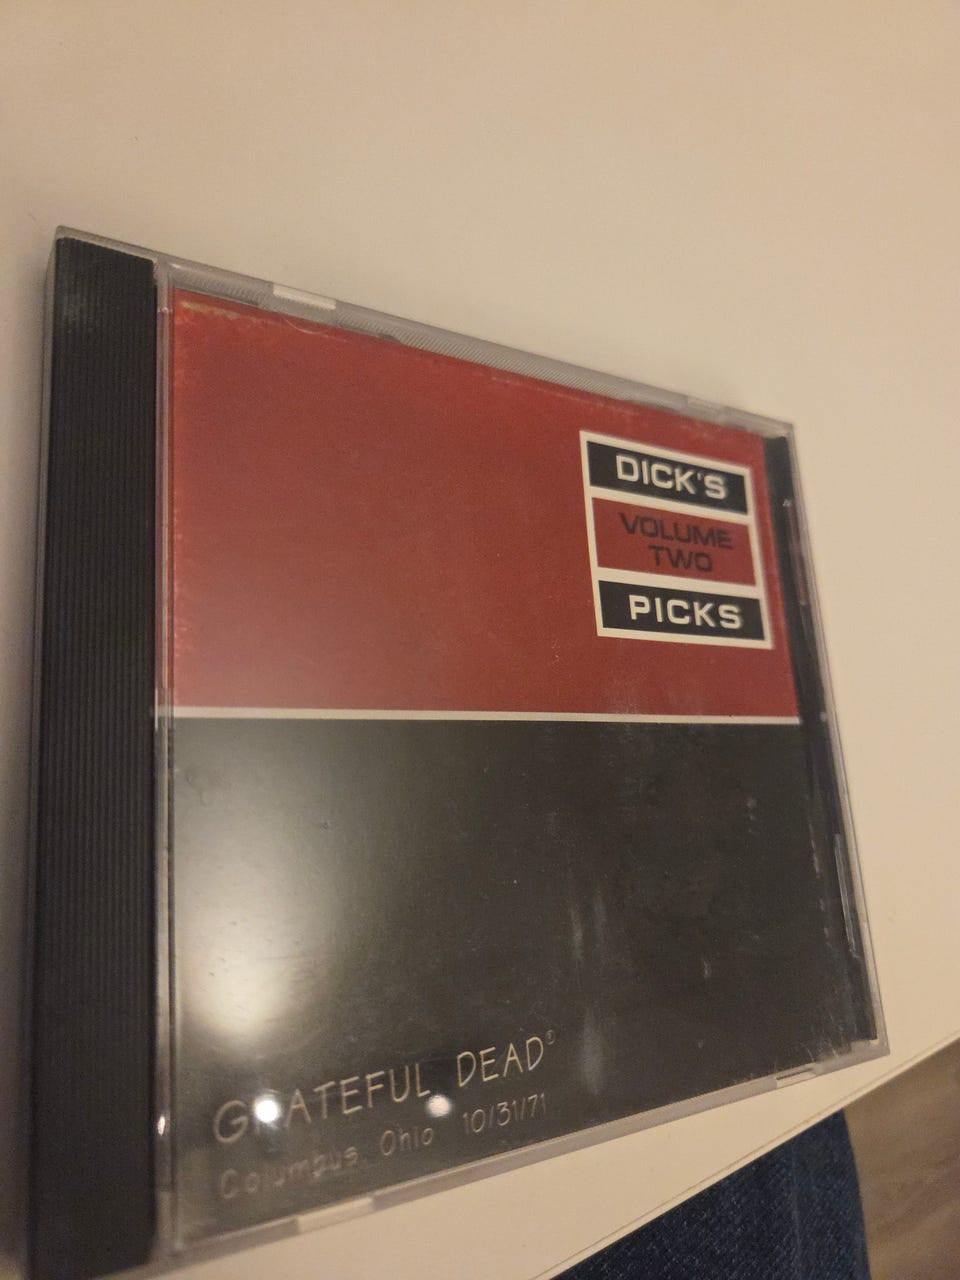 DICK'S
VOLUME
TWO
PICKS
GRATEFUL DEAD®
Columbus, Ohio 10/31/71